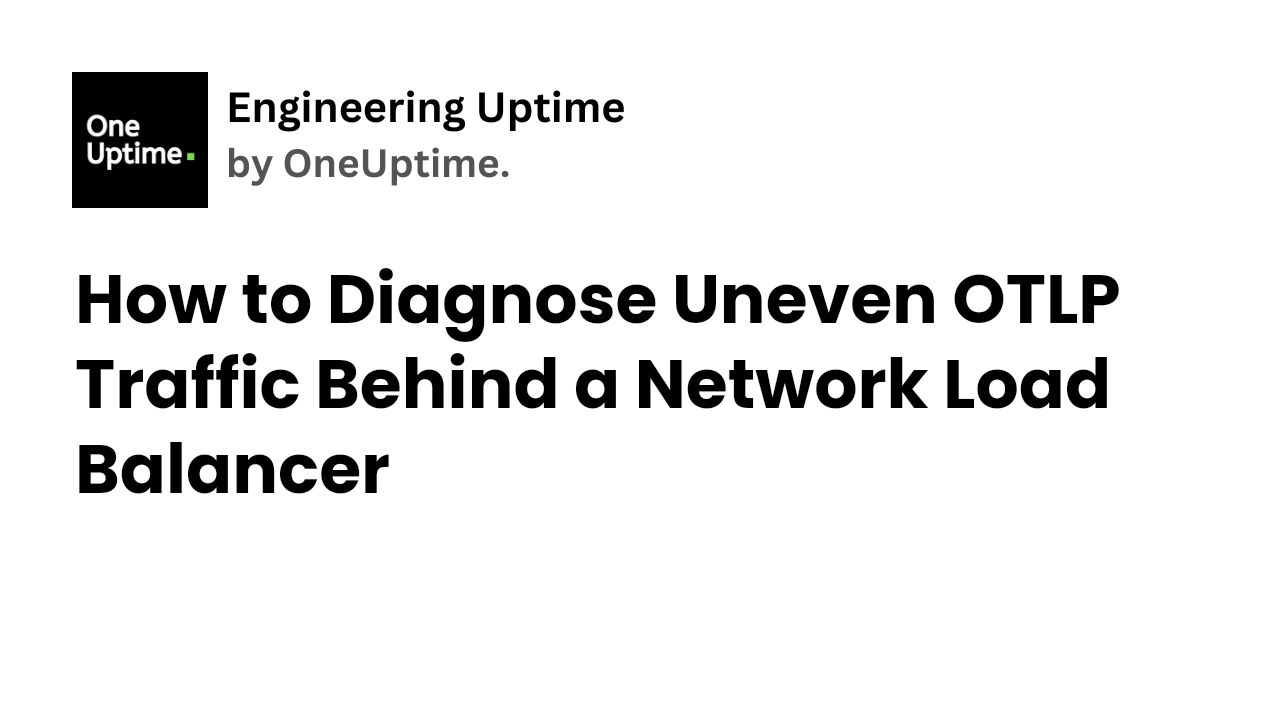 One
Uptime.
Engineering Uptime
by OneUptime.
How to Diagnose Uneven OTLP
Traffic Behind a Network Load
Balancer